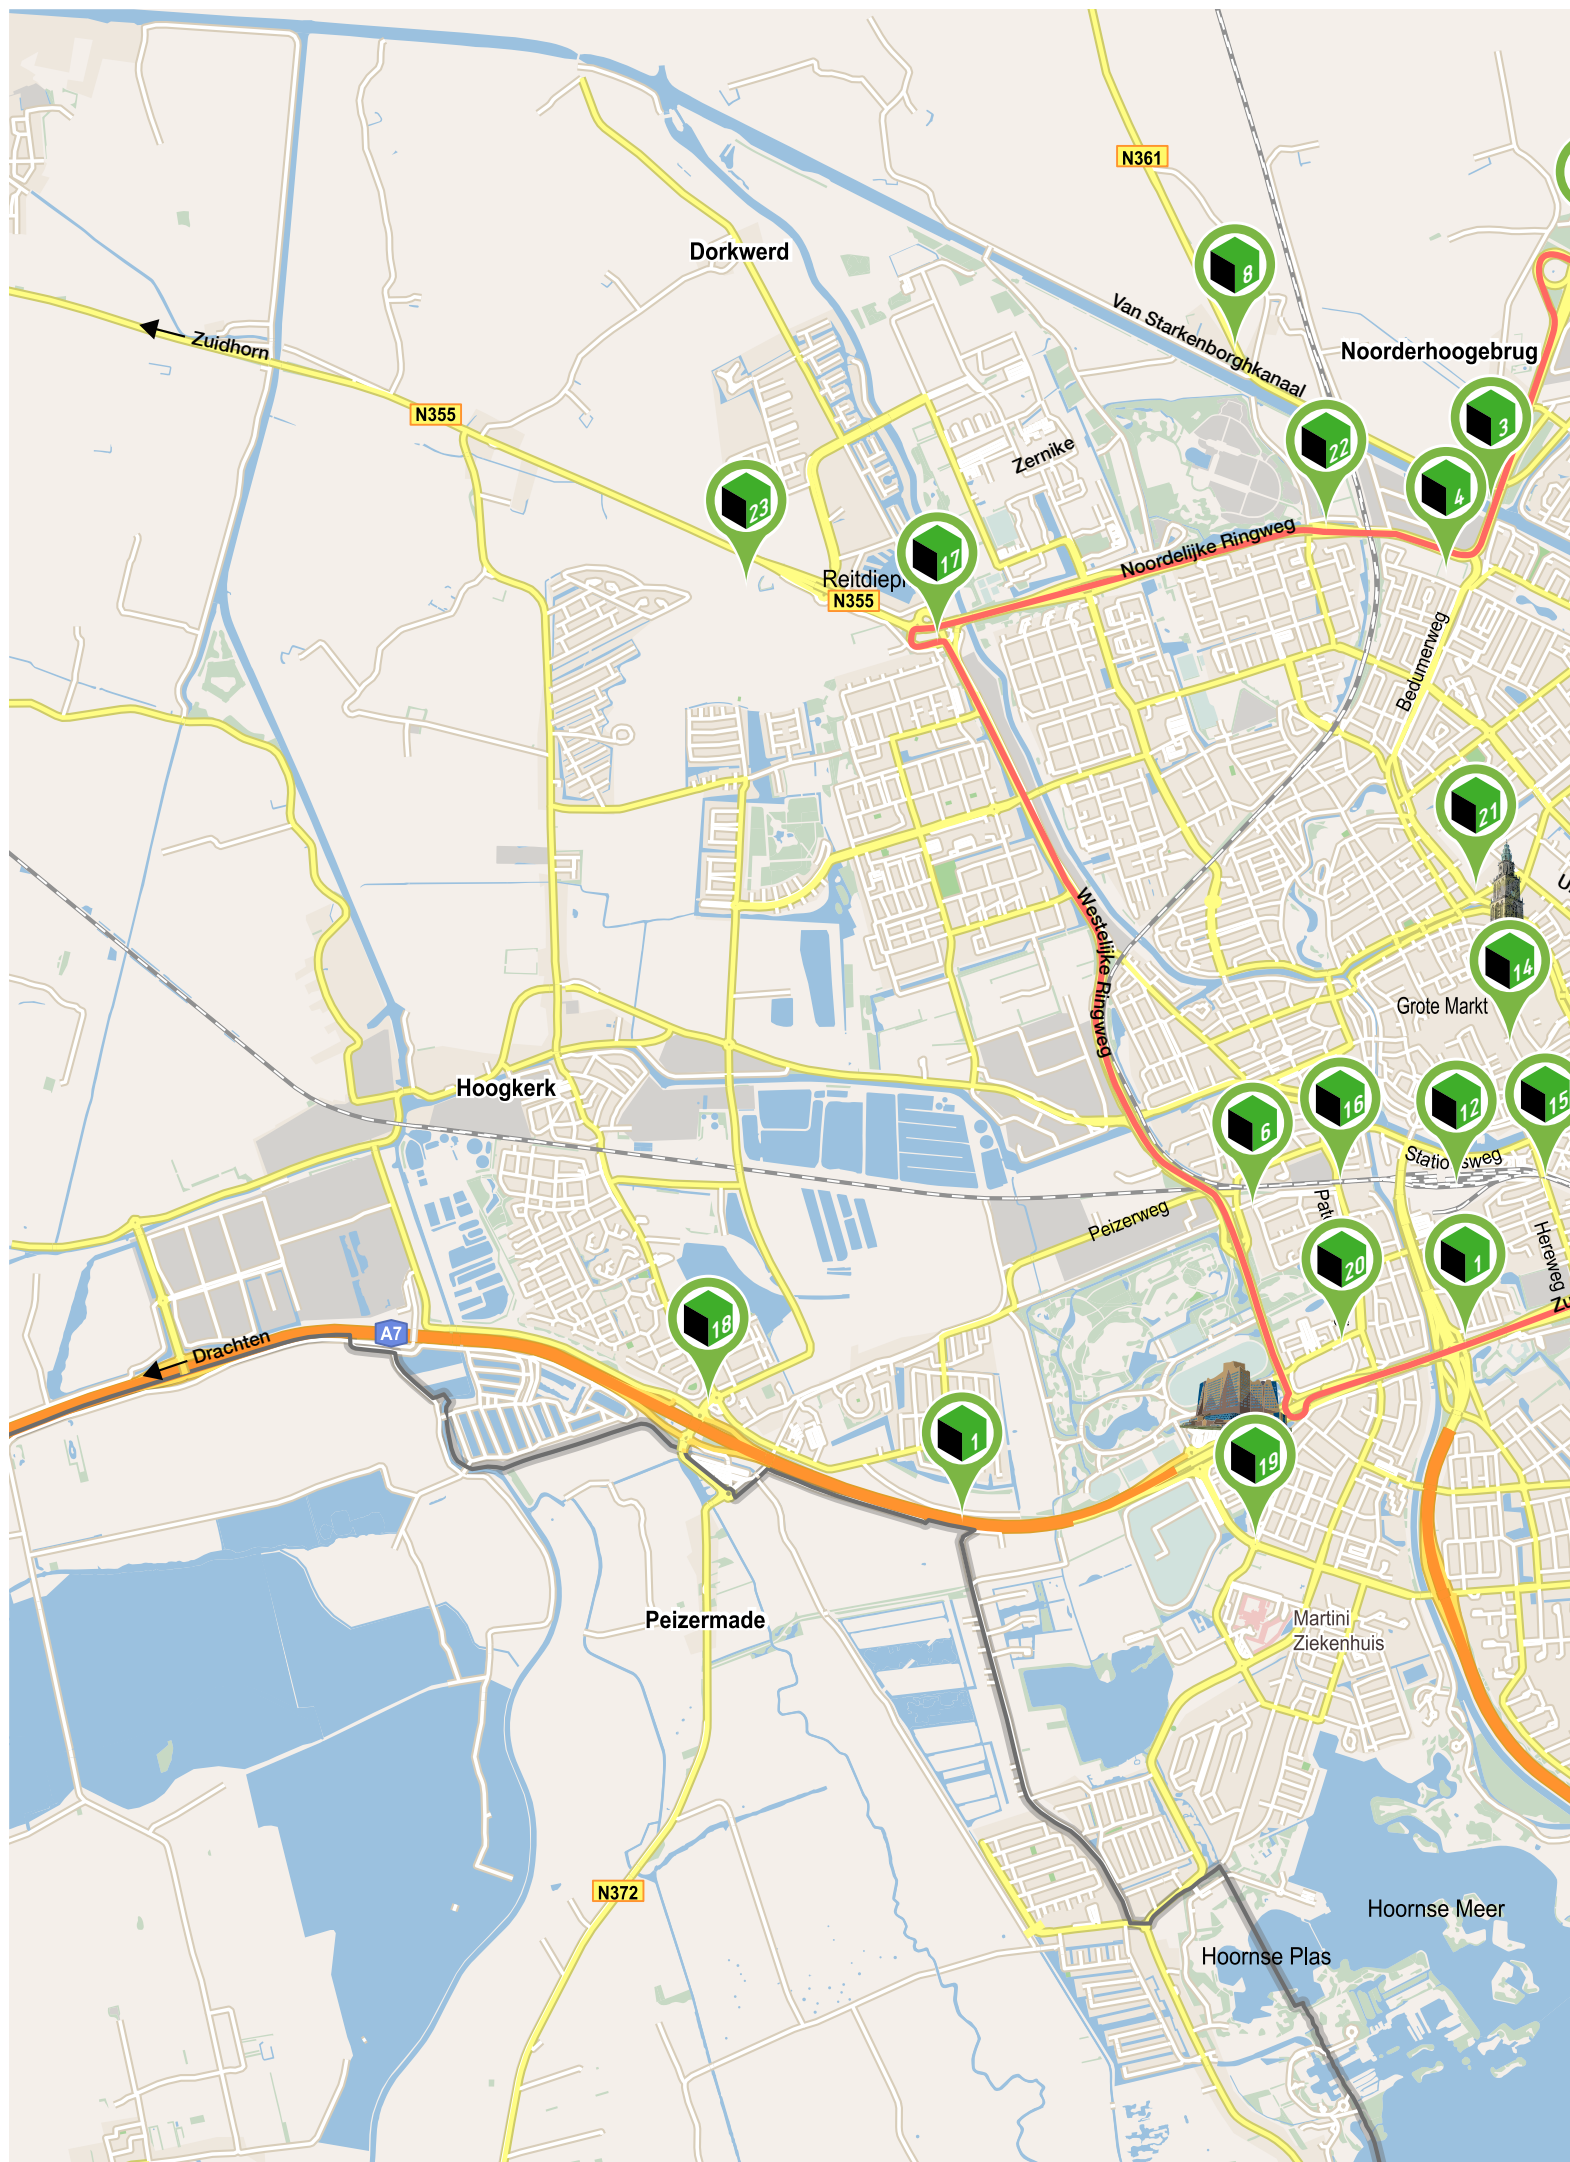 N361
Dorkwerd
8
Van Starkenborghkanaal
Zuidhorn
Noorderhoogebrug
N355
3
22
Zernike
4
23
17
Noordelijke Ringweg
N355
Bedumerweg
21
Westelijke Ringweg
14
Grote Markt
Hoogkerk
16
12
15
6
Peizerweg
Hereweg
20
1
18
A7
Drachten
1
19
Peizermade
Martini
Ziekenhuis
N372
Hoornse Meer
Hoornse Plas